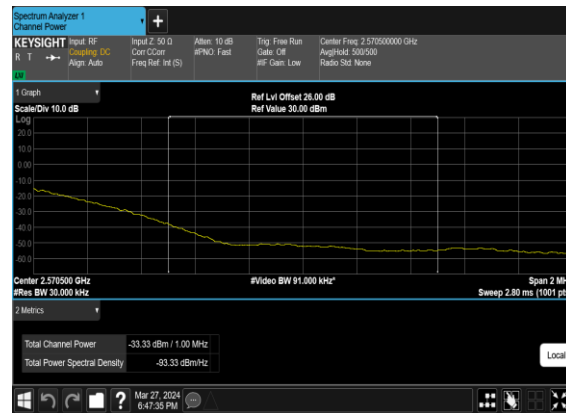 Spectrum Analyzer 1
Channel Power
+
KEYSIGHT Input: RF Input Z: 50 Ω Atten: 10 dB Trig: Free Run Center Freq: 2.570500000 GHz
R T Coupling: DC Corr CCorr #PNO: Fast Gate: Off Avg|Hold: 500/500
Align: Auto Freq Ref: Int (S) #IF Gain: Low Radio Std: None
1 Graph Ref Lvl Offset 26.00 dB
Scale/Div 10.0 dB Ref Value 30.00 dBm
Log
20.0
10.0
0.00
-10.0
-20.0
-30.0
-40.0
-50.0
-60.0
Center 2.570500 GHz #Video BW 91.000 kHz* Span 2 MH
#Res BW 30.000 kHz Sweep 2.80 ms (1001 pt
2 Metrics
Total Channel Power -33.33 dBm / 1.00 MHz
Total Power Spectral Density -93.33 dBm/Hz
Local
? Mar 27, 2024
6:47:35 PM